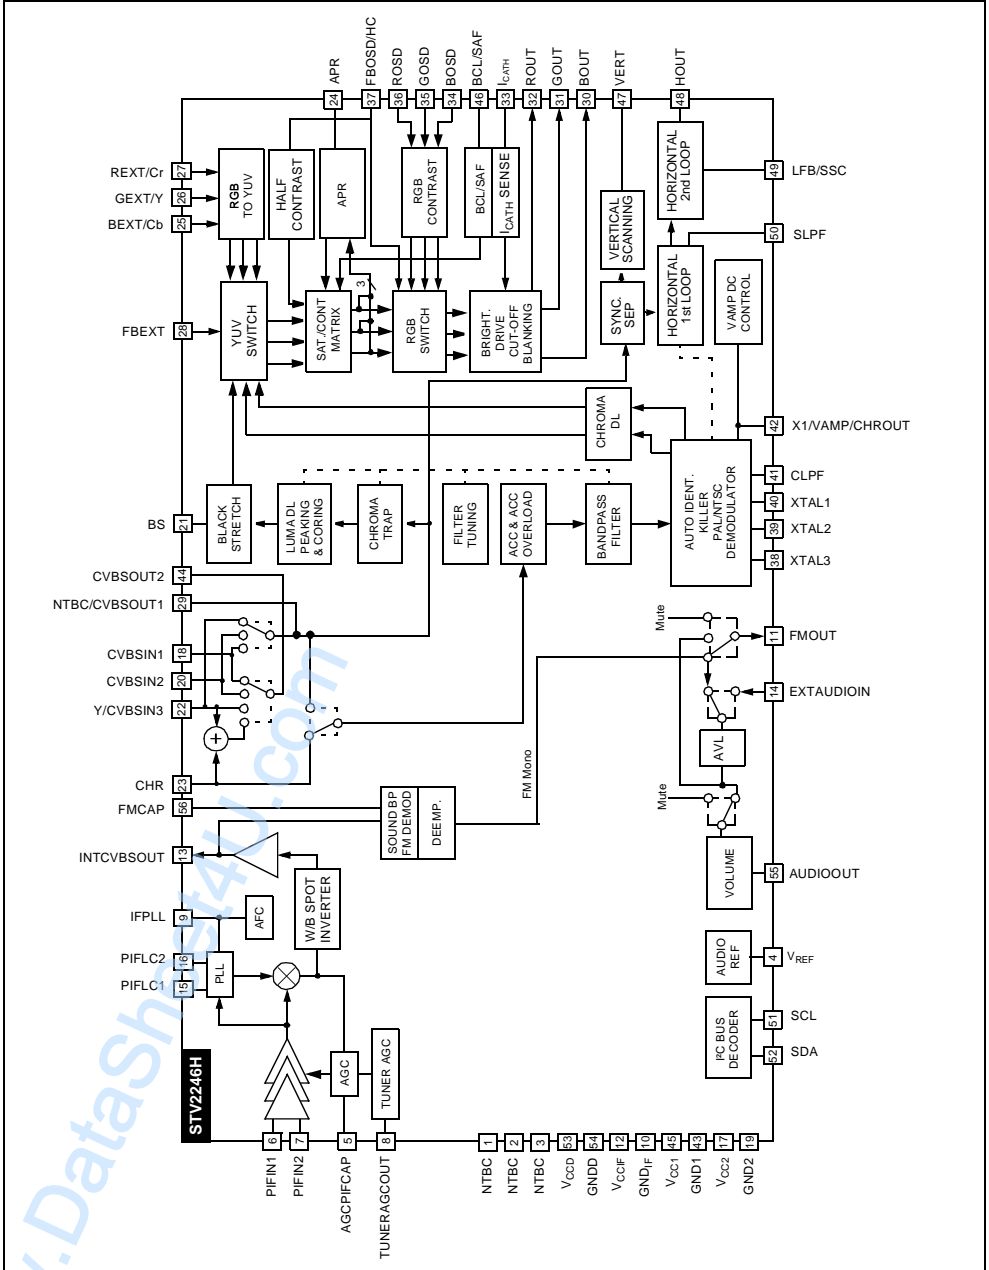 APR
FBOSD/HC
ROSD
GOSD
BOSD
BCL/SAF
ICATH
ROUT
GOUT
BOUT
VERT
HOUT
24
37
36
35
34
46
33
32
31
30
47
48
REXT/Cr
27
GEXT/Y
26
BEXT/Cb
25
RGB
TO YUV
HALF
CONTRAST
APR
RGB
CONTRAST
BCL/SAF
ICATH SENSE
VERTICAL
SCANNING
HORIZONTAL
2nd LOOP
49
LFB/SSC
50
SLPF
FBEXT
28
YUV
SWITCH
SAT./CONT
MATRIX
3
RGB
SWITCH
BRIGHT.
DRIVE
CUT-OFF
BLANKING
SYNC.
SEP
HORIZONTAL
1st LOOP
VAMP DC
CONTROL
CHROMA
DL
42
X1/VAMP/CHROUT
BS
21
BLACK
STRETCH
LUMA DL
PEAKING
& CORING
CHROMA
TRAP
FILTER
TUNING
ACC & ACC
OVERLOAD
BANDPASS
FILTER
AUTO IDENT.
KILLER
PAL/NTSC
DEMODULATOR
41
CLPF
40
XTAL1
39
XTAL2
38
XTAL3
CVBSOUT2
44
NTBC/CVBSOUT1
29
CVBSIN1
18
CVBSIN2
20
Y/CVBSIN3
22
+
CHR
23
FMCAP
56
INTCVBSOUT
13
SOUND BP
FM DEMOD
DEEMP.
FM Mono
Mute
11
FMOUT
14
EXTAUDIOIN
AVL
Mute
VOLUME
55
AUDIOOUT
IFPLL
9
AFC
W/B SPOT
INVERTER
PIFLC2
16
PIFLC1
15
PLL
AUDIO
REF
4
VREF
I²C BUS
DECODER
51
SCL
52
SDA
STV2246H
AGC
TUNER AGC
6
7
5
8
1
2
3
53
54
12
10
45
43
17
19
PIFIN1
PIFIN2
AGCPIFCAP
TUNERAGCOUT
NTBC
NTBC
NTBC
VCCD
GNDD
VCCIF
GNDIF
VCC1
GND1
VCC2
GND2
.DataSheet4U.com